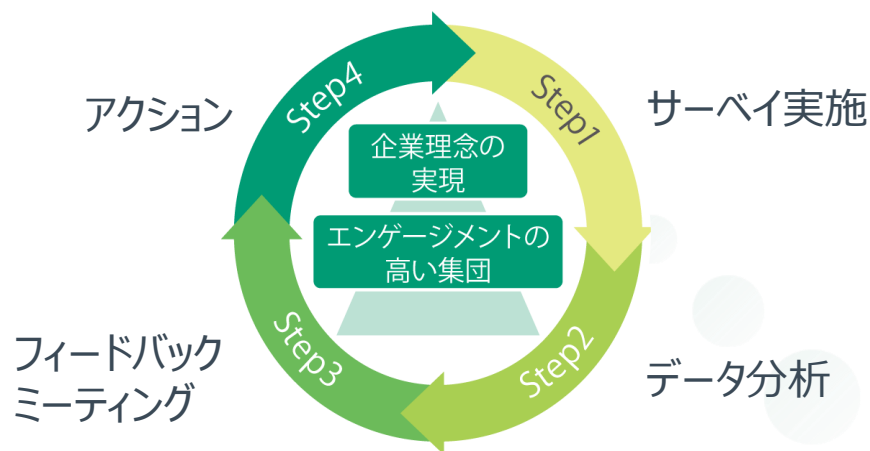 Step1
サーベイ実施
Step2
データ分析
Step3
フィードバック
ミーティング
Step4
アクション
企業理念の
実現
エンゲージメントの
高い集団